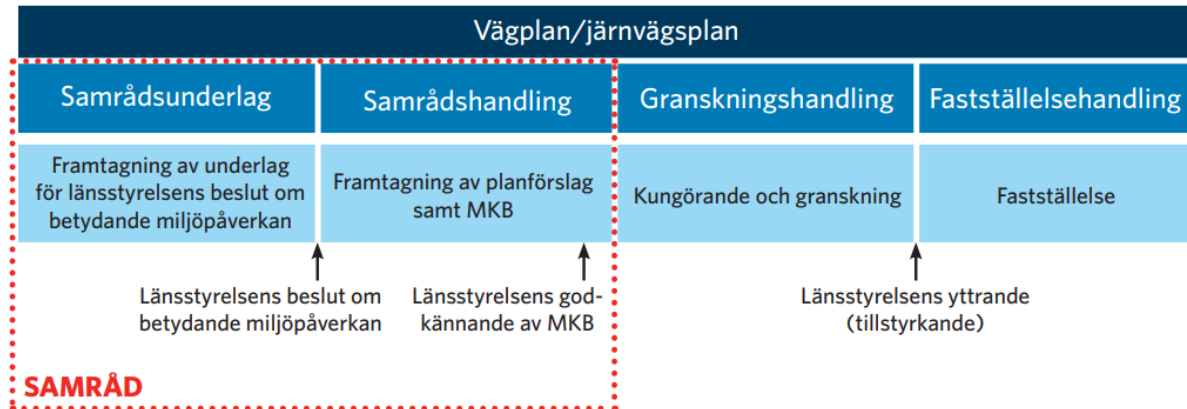 Vägplan/järnvägsplan
Samrådsunderlag
Samrådshandling
Granskningshandling
Fastställelsehandling
Framtagning av underlag
för länsstyrelsens beslut om
betydande miljöpåverkan
Framtagning av planförslag
samt MKB
Kungörande och granskning
Fastställelse
Länsstyrelsens beslut om
betydande miljöpåverkan
Länsstyrelsens god-
kännande av MKB
Länsstyrelsens yttrande
(tillstyrkande)
SAMRÅD